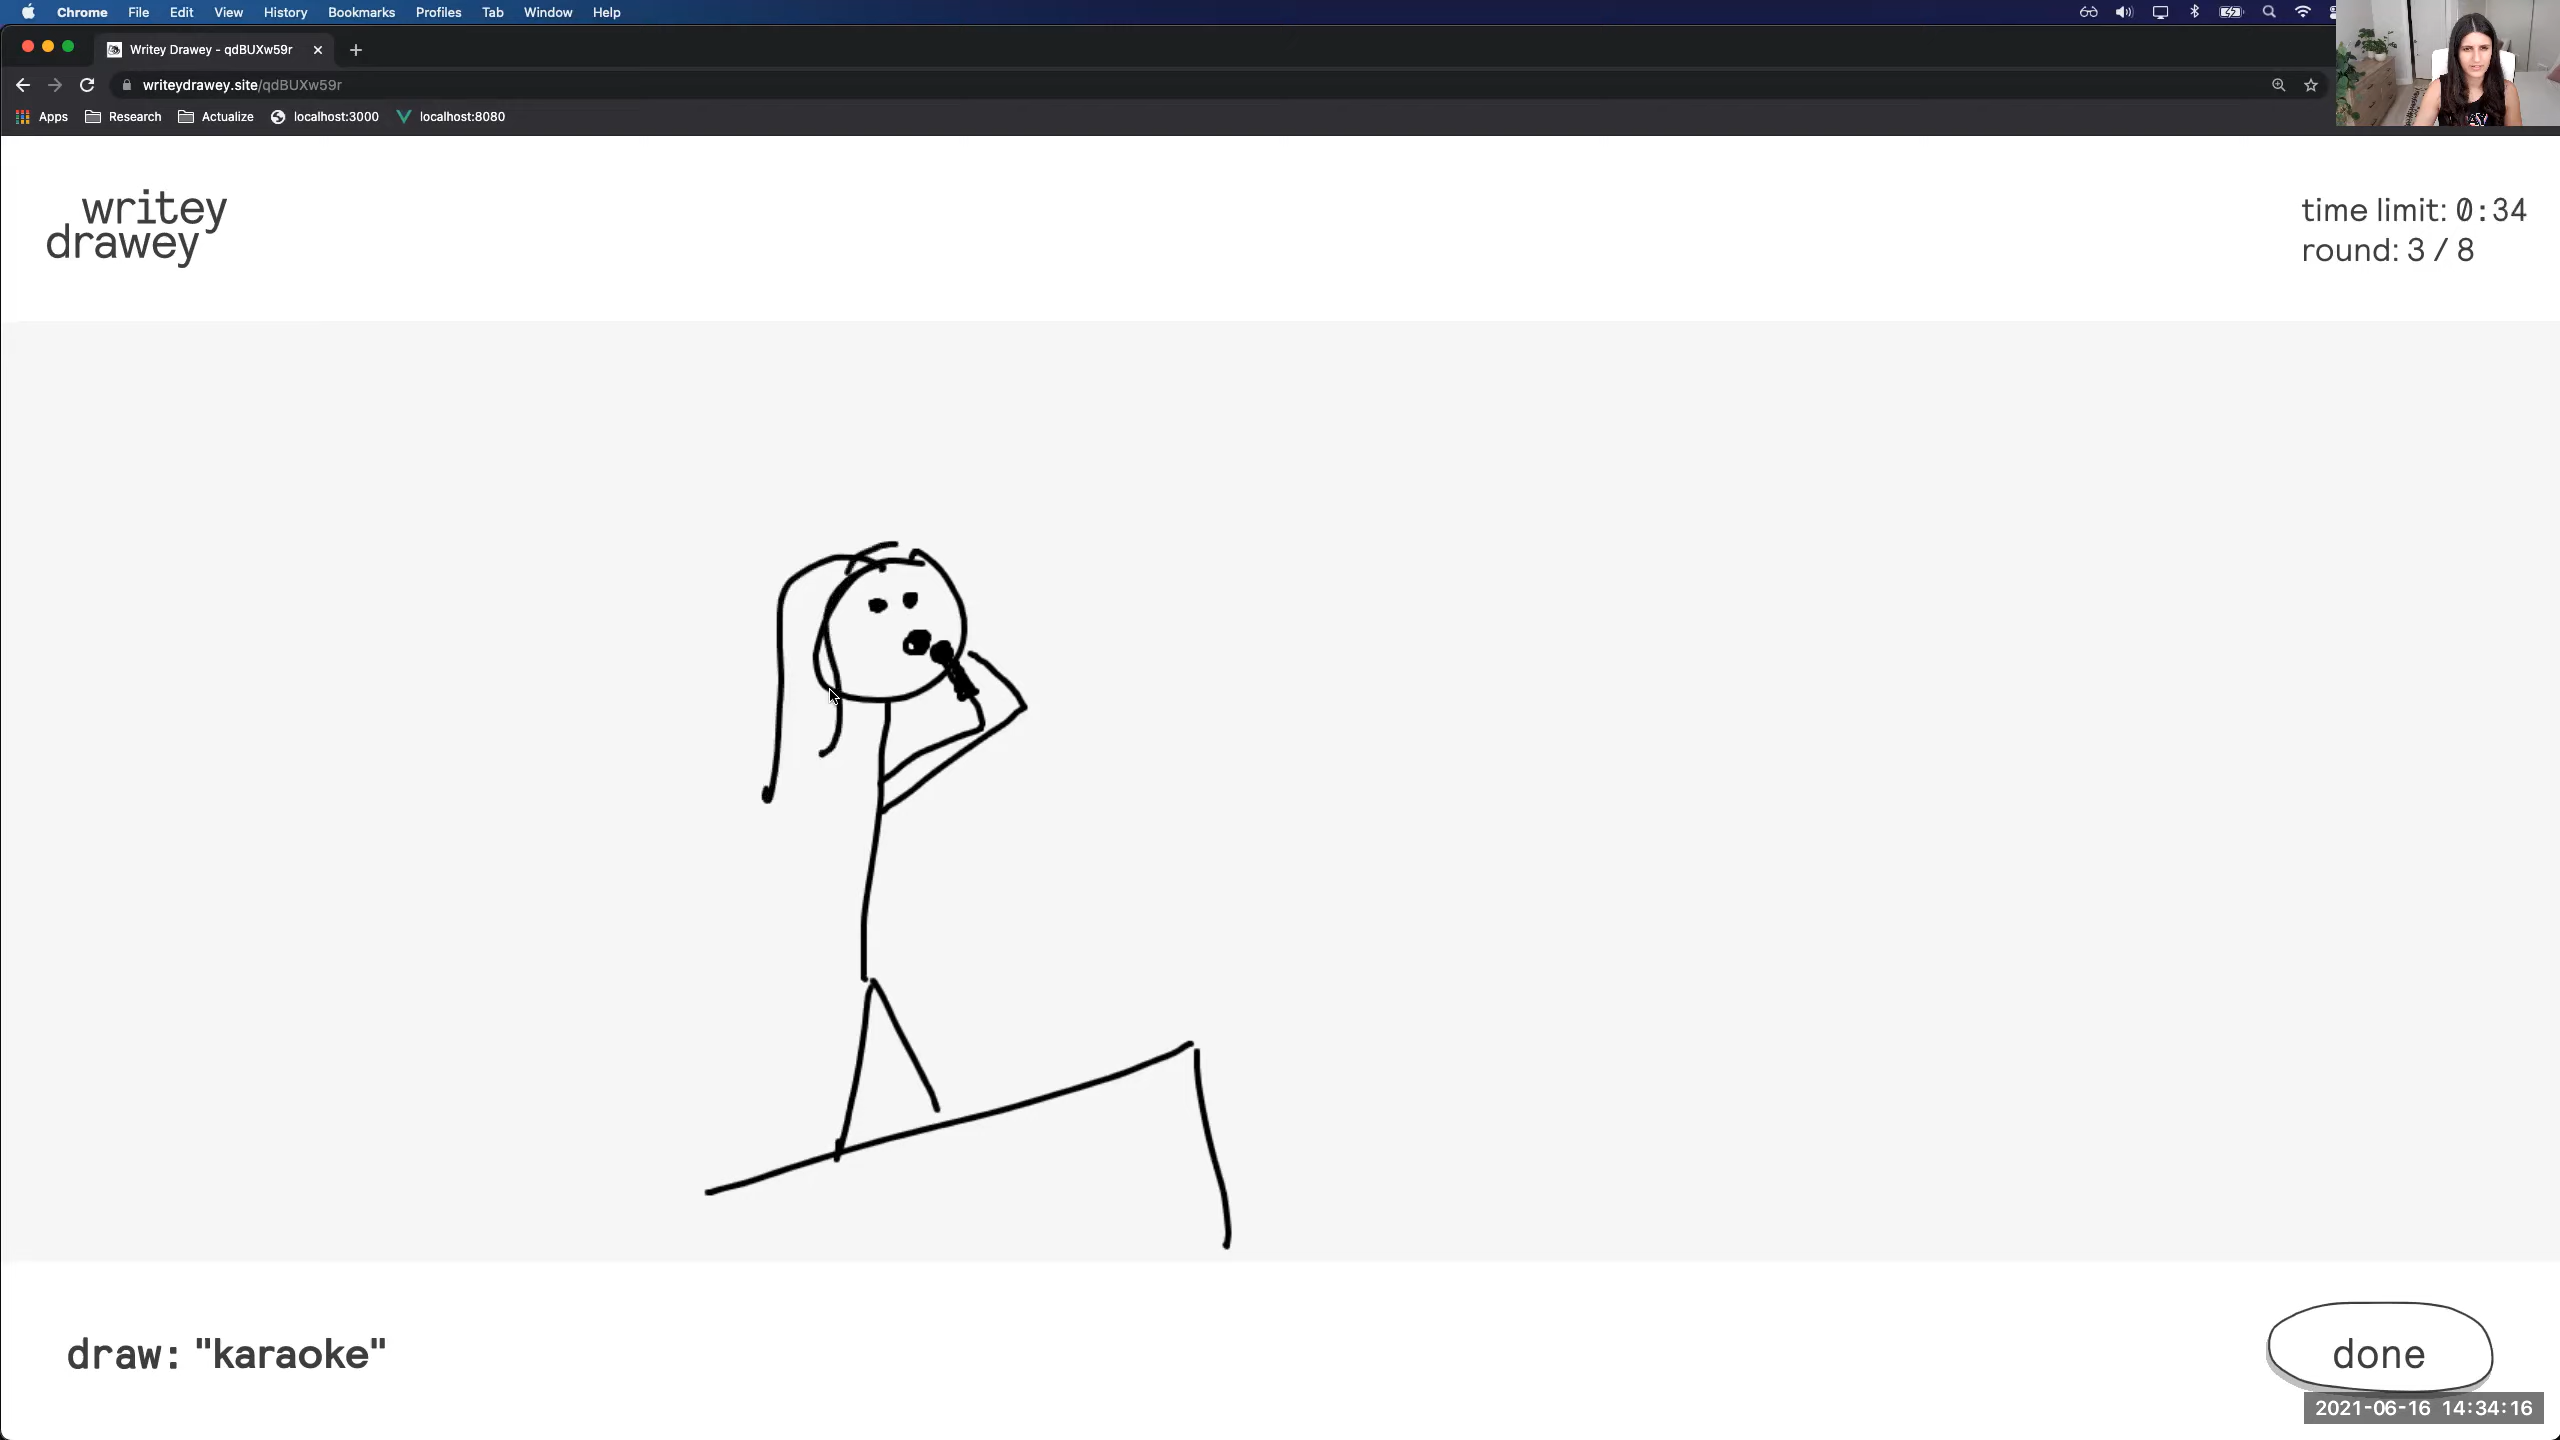 Chrome File Edit View History Bookmarks Profiles Tab Window Help
Writey Drawey - qdBUXw59r
writeydrawey.site/qdBUXw59r
Apps Research Actualize localhost:3000 localhost:8080
writey
drawey
time limit: 0:34
round: 3 / 8
draw: "karaoke"
done
2021-06-16 14:34:16